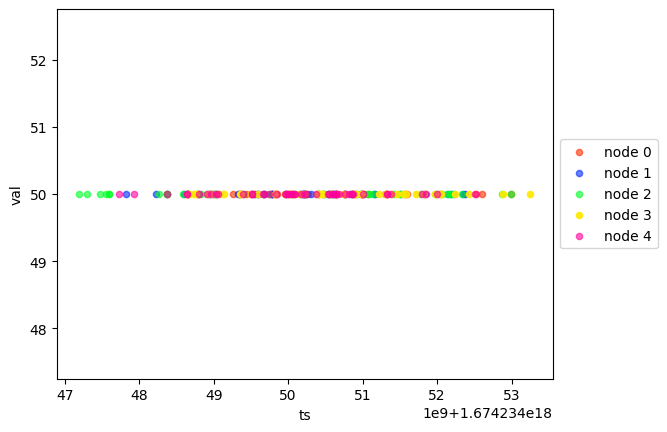 52
51
50
49
48
val
47 48 49 50 51 52 53
ts
1e9+1.674234e18
node 0
node 1
node 2
node 3
node 4